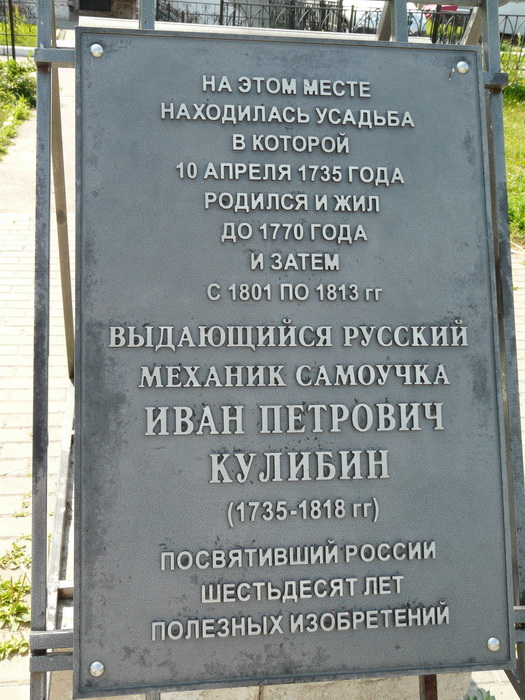 НА ЭТОМ МЕСТЕ
НАХОДИЛАСЬ УСАДЬБА
В КОТОРОЙ
10 АПРЕЛЯ 1735 ГОДА
РОДИЛСЯ И ЖИЛ
ДО 1770 ГОДА
И ЗАТЕМ
С 1801 ПО 1813 гг
ВЫДАЮЩИЙСЯ РУССКИЙ
МЕХАНИК САМОУЧКА
ИВАН ПЕТРОВИЧ
КУЛИБИН
(1735-1818 гг)
ПОСВЯТИВШИЙ РОССИИ
ШЕСТЬДЕСЯТ ЛЕТ
ПОЛЕЗНЫХ ИЗОБРЕТЕНИЙ